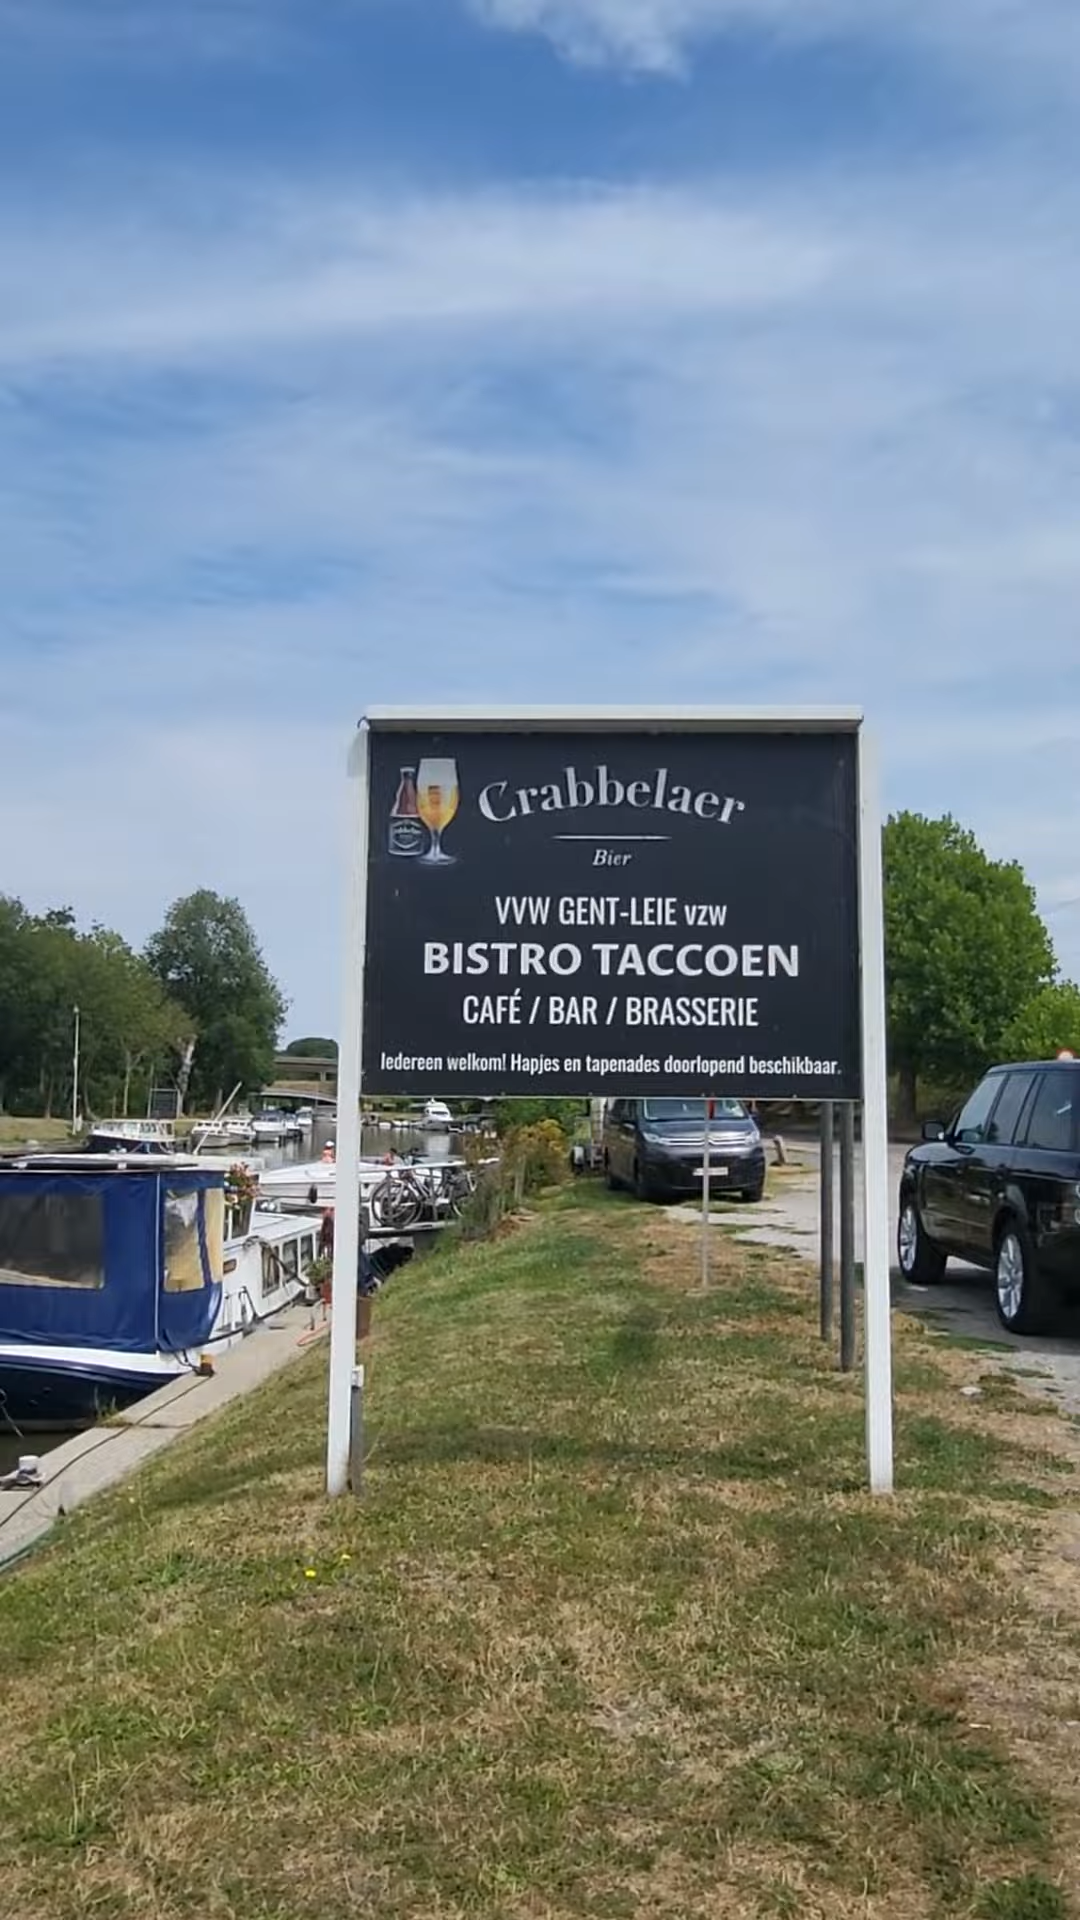 Crabbelaer
Bier
VVW GENT-LEIE vzw
BISTRO TACCOEN
CAFÉ / BAR / BRASSERIE
Iedereen welkom! Hapjes en tapenades doorlopend beschikbaar.